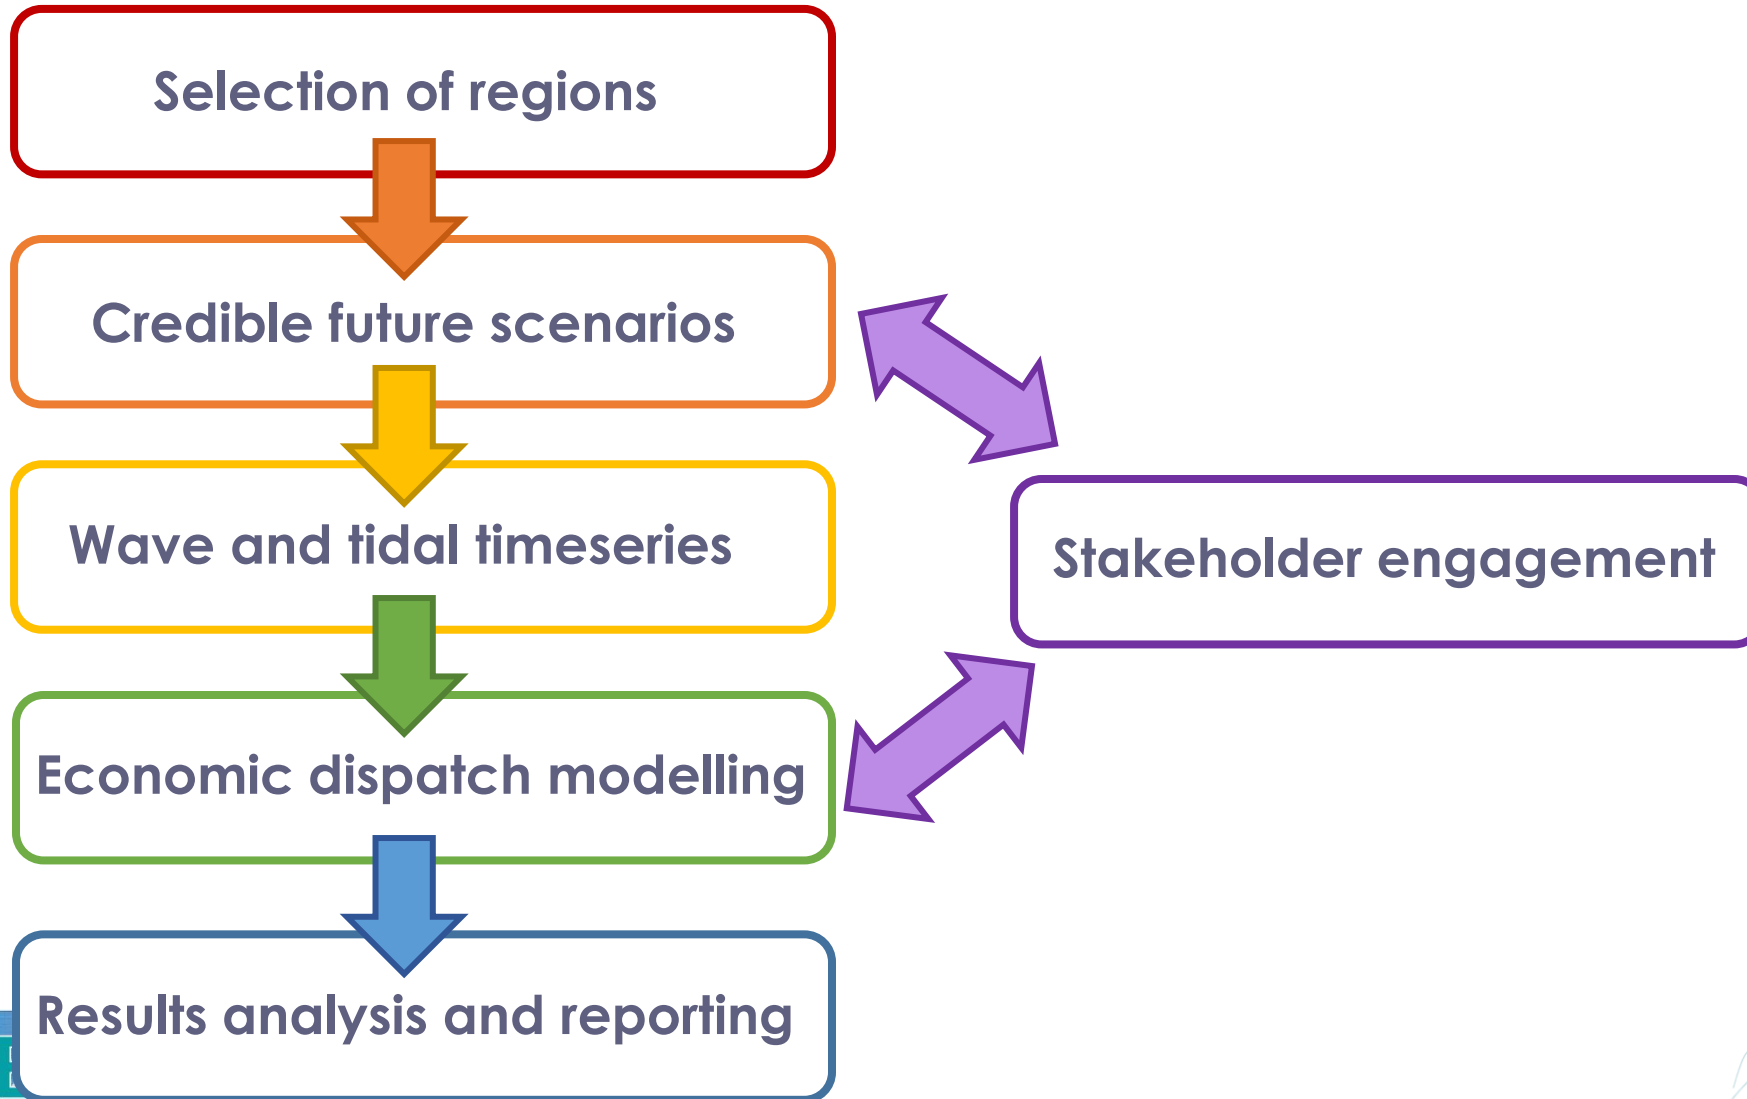 Selection of regions
Credible future scenarios
Wave and tidal timeseries
Stakeholder engagement
Economic dispatch modelling
Results analysis and reporting